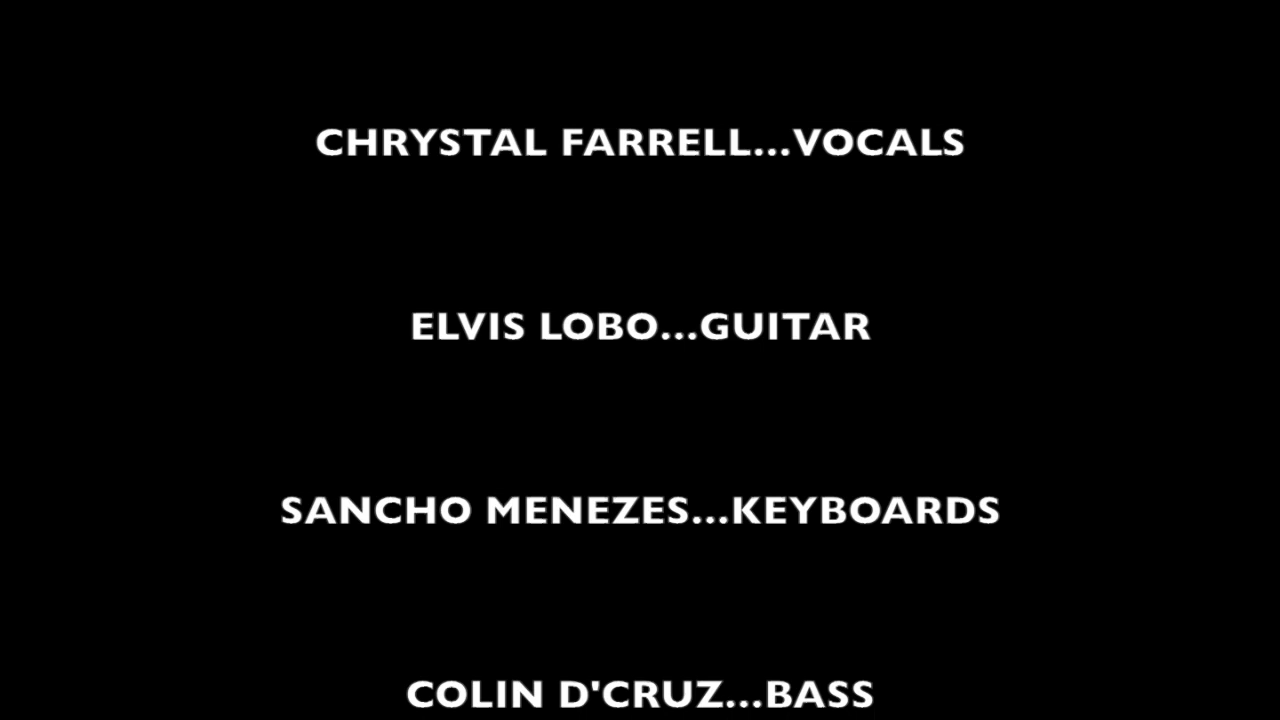 CHRYSTAL FARRELL...VOCALS
ELVIS LOBO...GUITAR
SANCHO MENEZES...KEYBOARDS
COLIN D'CRUZ...BASS